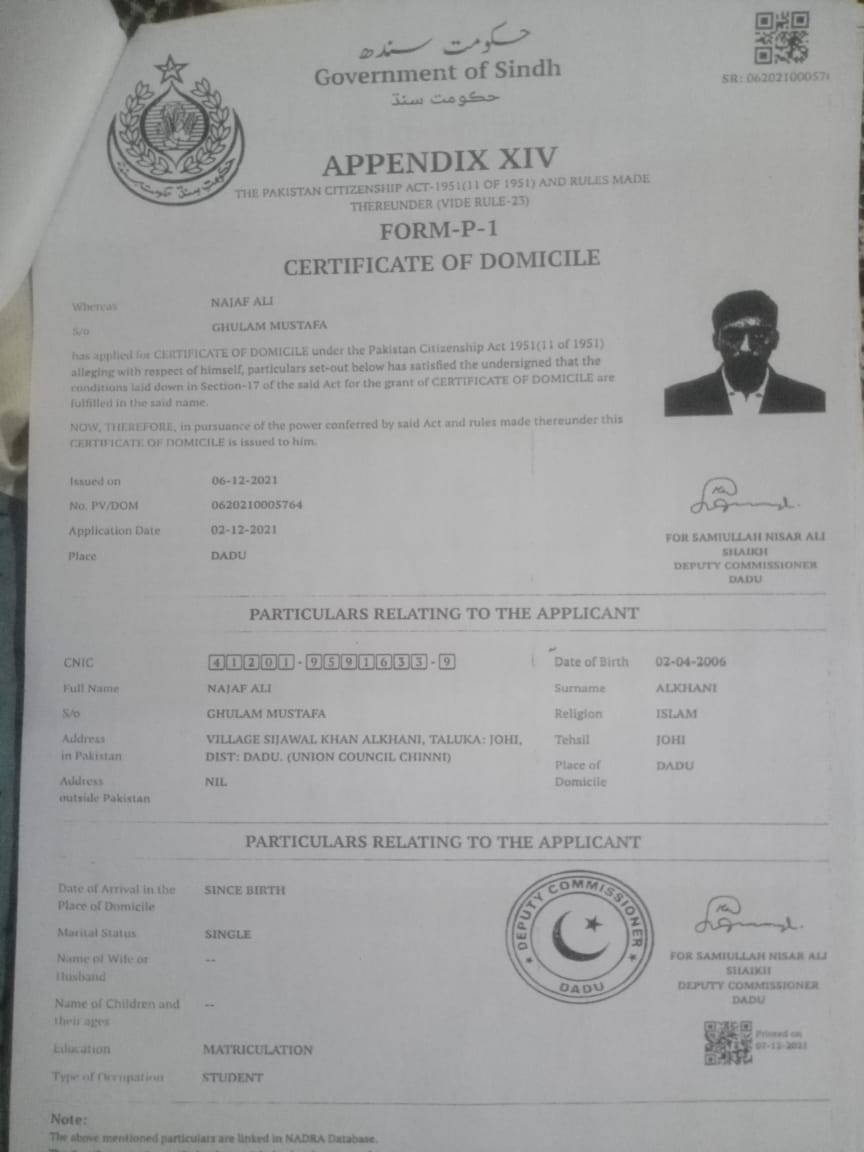 حکومت سندھ
Government of Sindh
حڪومت سنڌ
SR: 0620210005
APPENDIX XIV
THE PAKISTAN CITIZENSHIP ACT-1951(11 OF 1951) AND RULES MADE
THEREUNDER (VIDE RULE-23)
FORM-P-1
CERTIFICATE OF DOMICILE
Whereas NAJAF ALI
S/o GHULAM MUSTAFA
has applied for CERTIFICATE OF DOMICILE under the Pakistan Citizenship Act 1951(11 of 1951)
alleging with respect of himself, particulars set-out below has satisfied the undersigned that the
conditions laid down in Section-17 of the said Act for the grant of CERTIFICATE OF DOMICILE are
fulfilled in the said name.
NOW, THEREFORE, in pursuance of the power conferred by said Act and rules made thereunder this
CERTIFICATE OF DOMICILE is issued to him.
Issued on 06-12-2021
No. PV/DOM 0620210005764
Application Date 02-12-2021
Place DADU
FOR SAMIULLAH NISAR ALI
SHAIKH
DEPUTY COMMISSIONER
DADU
PARTICULARS RELATING TO THE APPLICANT
CNIC 41201-9591633-9 Date of Birth 02-04-2006
Full Name NAJAF ALI Surname ALKHANI
S/o GHULAM MUSTAFA Religion ISLAM
Address VILLAGE SIJAWAL KHAN ALKHANI, TALUKA: JOHI, Tehsil JOHI
in Pakistan DIST: DADU. (UNION COUNCIL CHINNI)
Place of DADU
Domicile
Address NIL
outside Pakistan
PARTICULARS RELATING TO THE APPLICANT
Date of Arrival in the SINCE BIRTH
Place of Domicile
Marital Status SINGLE
Name of Wife or --
Husband
Name of Children and --
their ages
Education MATRICULATION
Type of Occupation STUDENT
DEPUTY COMMISSIONER
DADU
FOR SAMIULLAH NISAR ALI
SHAIKH
DEPUTY COMMISSIONER
DADU
Printed on
07-12-2021
Note:
The above mentioned particulars are linked in NADRA Database.